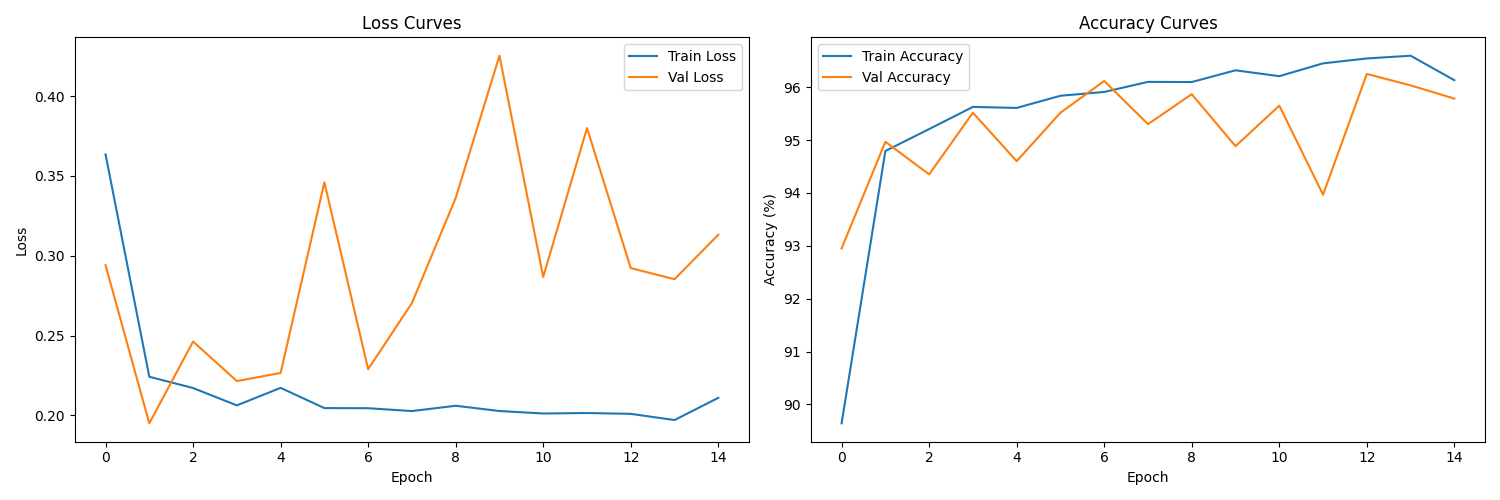 Loss Curves
Train Loss
Val Loss
0.40
0.35
0.30
0.25
0.20
Loss
0 2 4 6 8 10 12 14
Epoch
Accuracy Curves
Train Accuracy
Val Accuracy
96
95
94
93
92
91
90
Accuracy (%)
0 2 4 6 8 10 12 14
Epoch